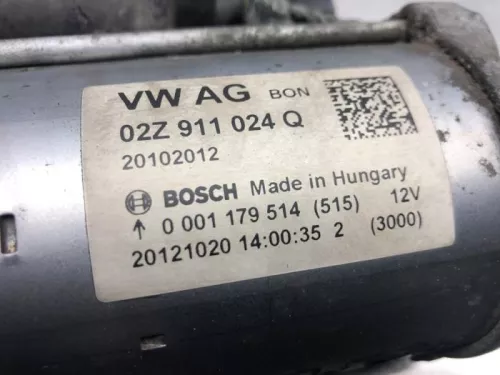 VW AG BON
02Z 911 024 Q
20102012
BOSCH Made in Hungary
↑ 0 001 179 514 (515) 12V
20121020 14:00:35 2 (3000)